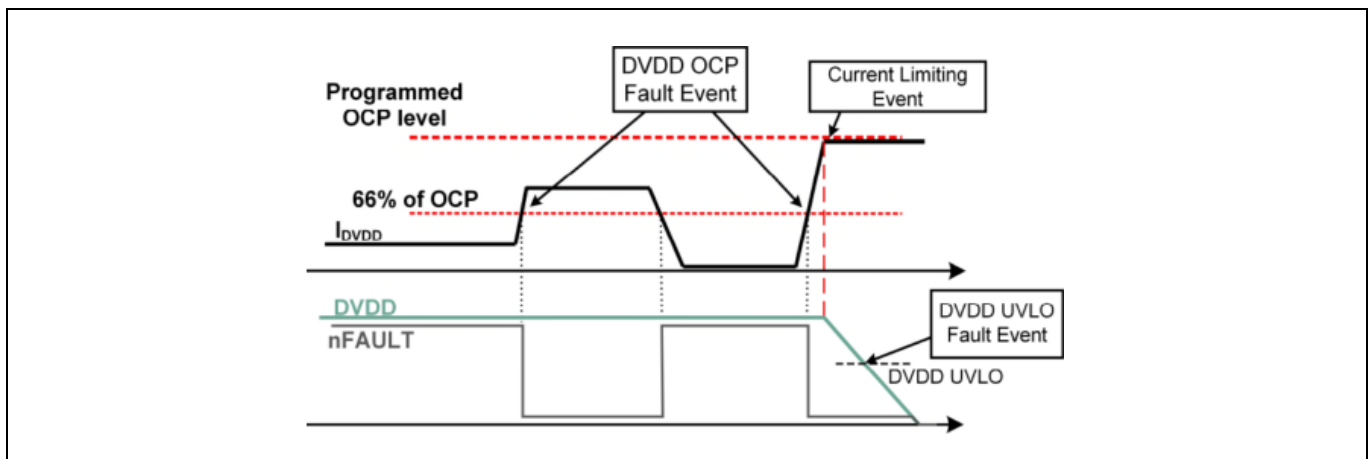 DVDD OCP
Fault Event
Current Limiting
Event
Programmed
OCP level
66% of OCP
IDVDD
DVDD
nFAULT
DVDD UVLO
Fault Event
DVDD UVLO